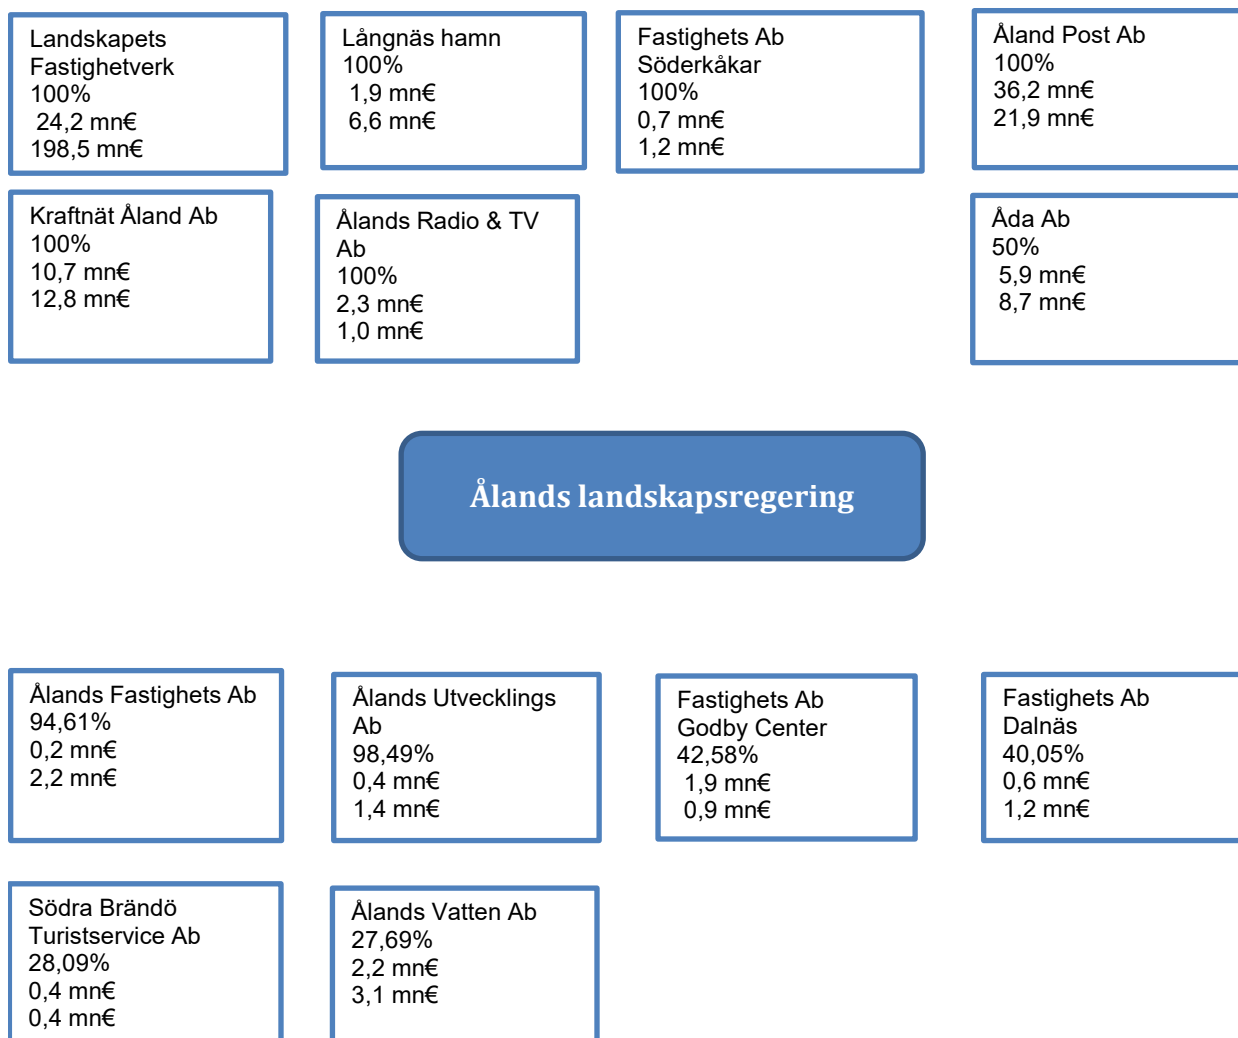 Landskapets
Fastighetverk
100%
24,2 mn€
198,5 mn€
Långnäs hamn
100%
1,9 mn€
6,6 mn€
Fastighets Ab
Söderkåkar
100%
0,7 mn€
1,2 mn€
Åland Post Ab
100%
36,2 mn€
21,9 mn€
Kraftnät Åland Ab
100%
10,7 mn€
12,8 mn€
Ålands Radio & TV
Ab
100%
2,3 mn€
1,0 mn€
Åda Ab
50%
5,9 mn€
8,7 mn€
Ålands landskapsregering
Ålands Fastighets Ab
94,61%
0,2 mn€
2,2 mn€
Ålands Utvecklings
Ab
98,49%
0,4 mn€
1,4 mn€
Fastighets Ab
Godby Center
42,58%
1,9 mn€
0,9 mn€
Fastighets Ab
Dalnäs
40,05%
0,6 mn€
1,2 mn€
Södra Brändö
Turistservice Ab
28,09%
0,4 mn€
0,4 mn€
Ålands Vatten Ab
27,69%
2,2 mn€
3,1 mn€